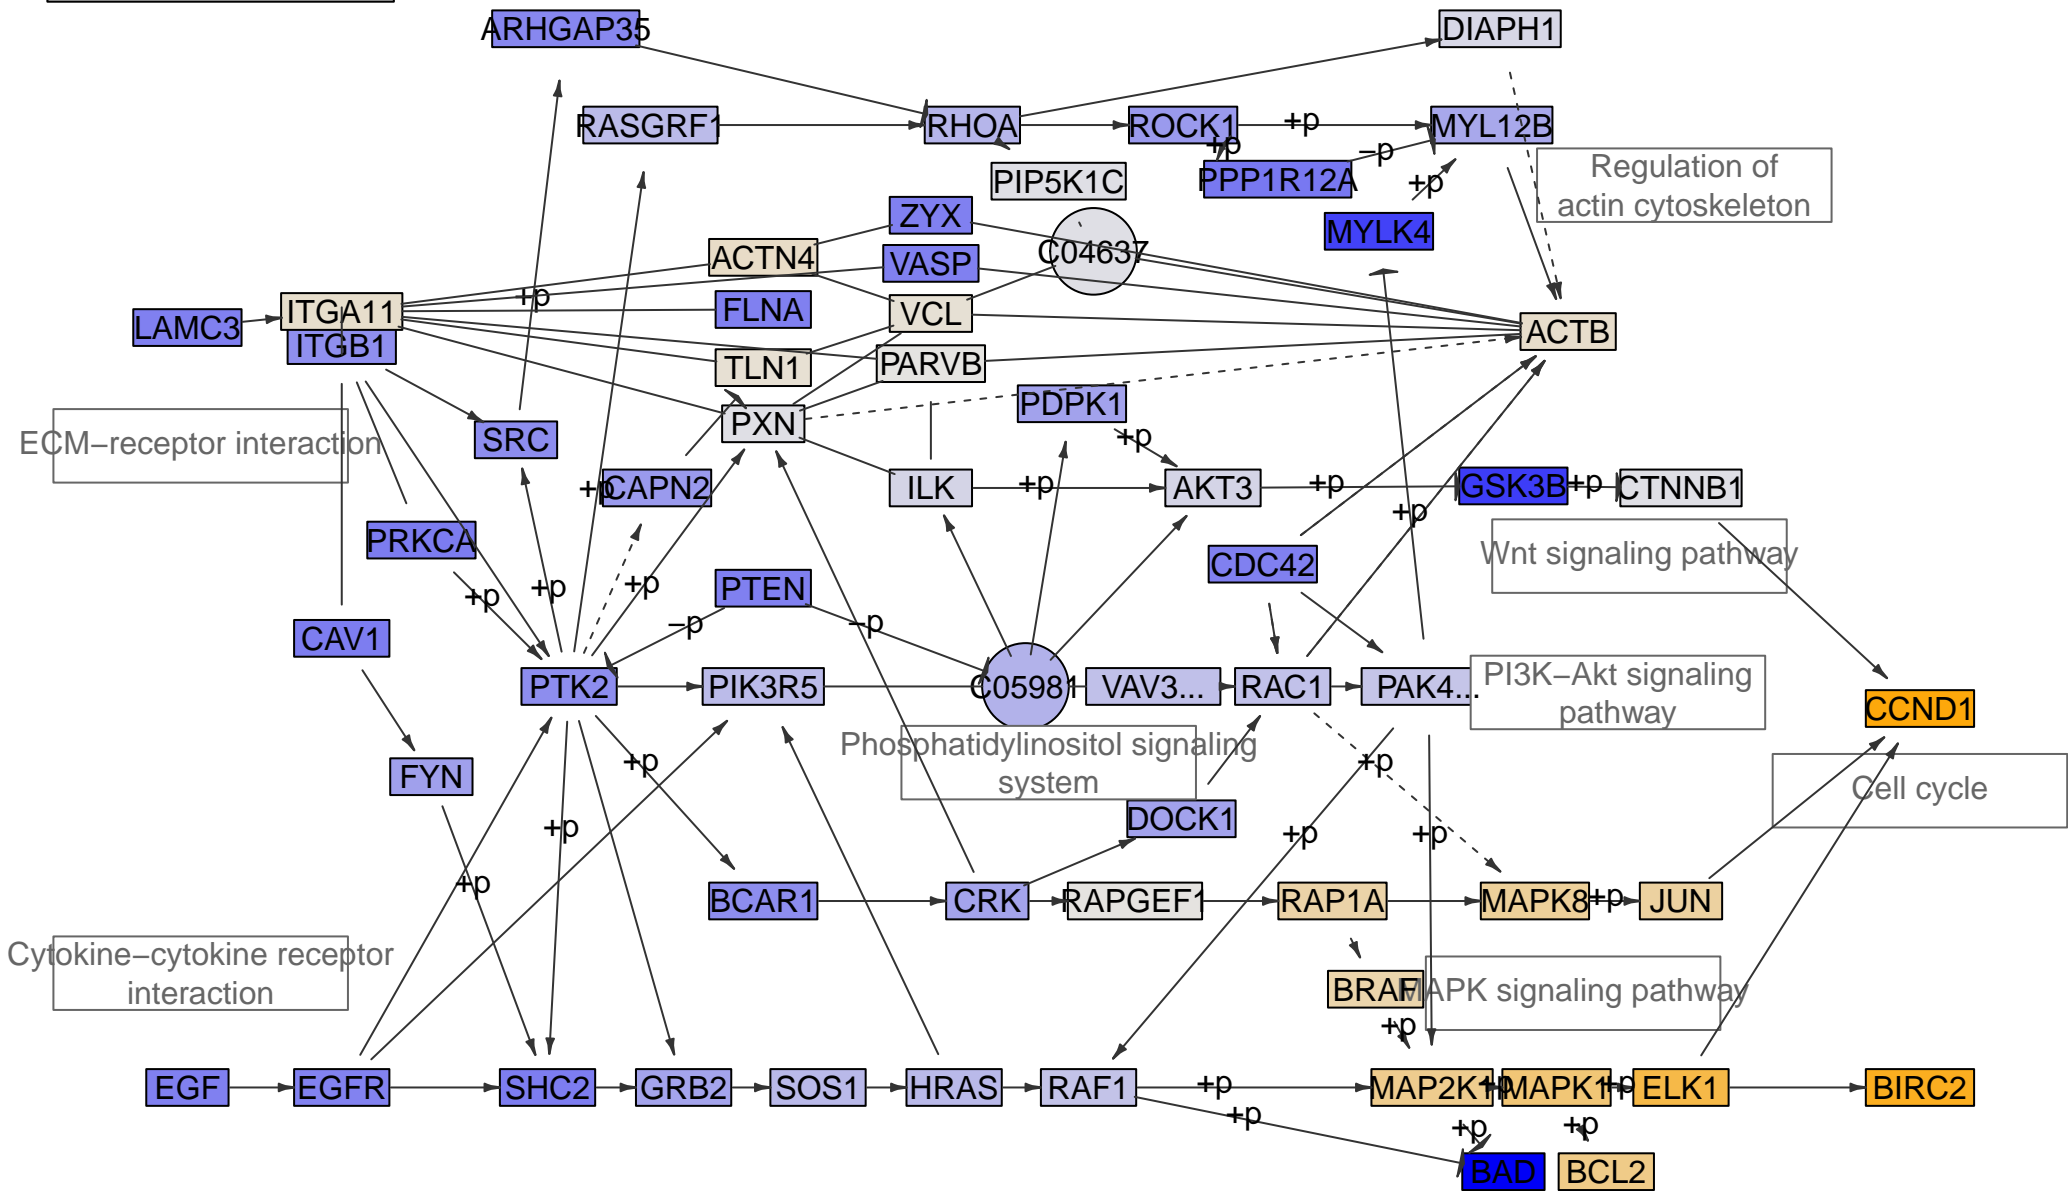 ARHGAP35
DIAPH1
RASGRF1
RHOA
ROCK1
+p
MYL12B
+p
−p
PIP5K1C
PPP1R12A
+p
Regulation of
actin cytoskeleton
ZYX
MYLK4
ACTN4
VASP
C04637
+p
ITGA11
FLNA
VCL
LAMC3
ITGB1
ACTB
TLN1
PARVB
PDPK1
PXN
ECM−receptor interaction
SRC
+p
+p
CAPN2
ILK
+p
AKT3
+p
GSK3B
+p
CTNNB1
+p
PRKCA
Wnt signaling pathway
CDC42
+p
+p
+p
PTEN
−p
−p
CAV1
PTK2
PIK3R5
C05981
VAV3...
RAC1
PAK4...
PI3K−Akt signaling
pathway
CCND1
Phosphatidylinositol signaling
system
FYN
+p
+p
Cell cycle
DOCK1
+p
+p
+p
+p
BCAR1
CRK
RAPGEF1
RAP1A
MAPK8
+p
JUN
Cytokine−cytokine receptor
interaction
BRAF
MAPK signaling pathway
+p
EGF
EGFR
SHC2
GRB2
SOS1
HRAS
RAF1
+p
MAP2K1
+p
MAPK1
+p
ELK1
BIRC2
+p
+p
+p
BAD
BCL2